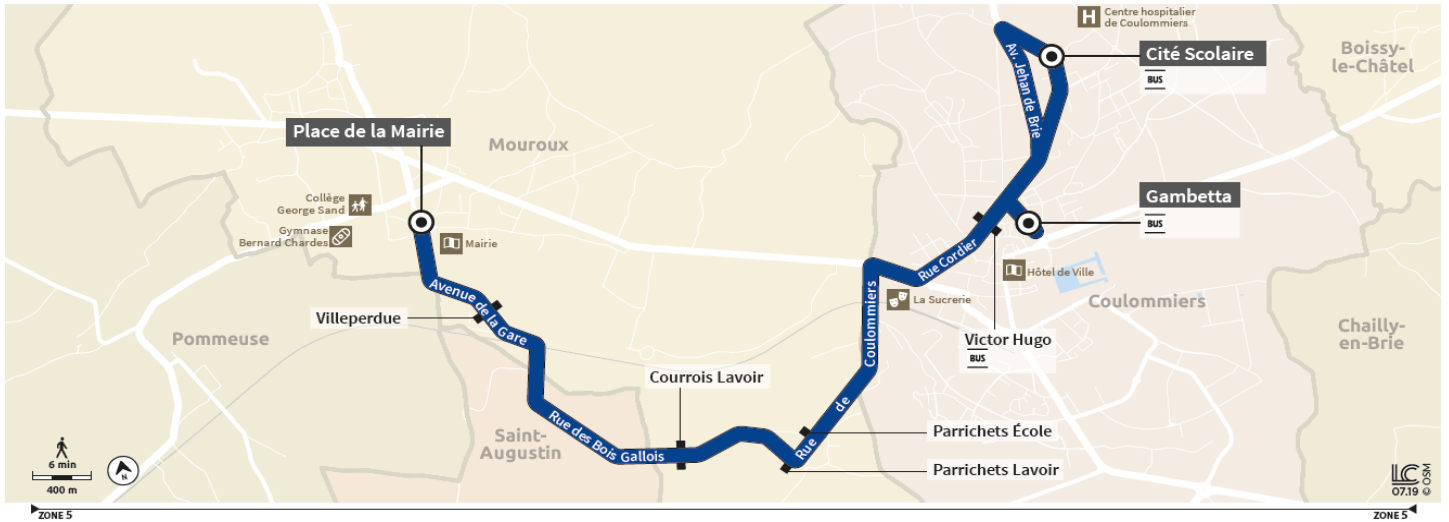 Centre hospitalier
de Coulommiers
H
Cité Scolaire
BUS
Boissy-
le-Châtel
Av. Jehan de Brie
Place de la Mairie
Mouroux
Collège
George Sand
Gymnase
Bernard Chardes
Mairie
Gambetta
BUS
Rue Cordier
Hôtel de Ville
La Sucrerie
Coulommiers
Avenue de la Gare
Villeperdue
Pommeuse
Victor Hugo
BUS
Chailly-
en-Brie
Courrois Lavoir
Rue de Coulommiers
Rue des Bois Gallois
Saint-
Augustin
Parrichets École
Parrichets Lavoir
6 min
400 m
N
LC
07.19 © OSM
ZONE 5
ZONE 5